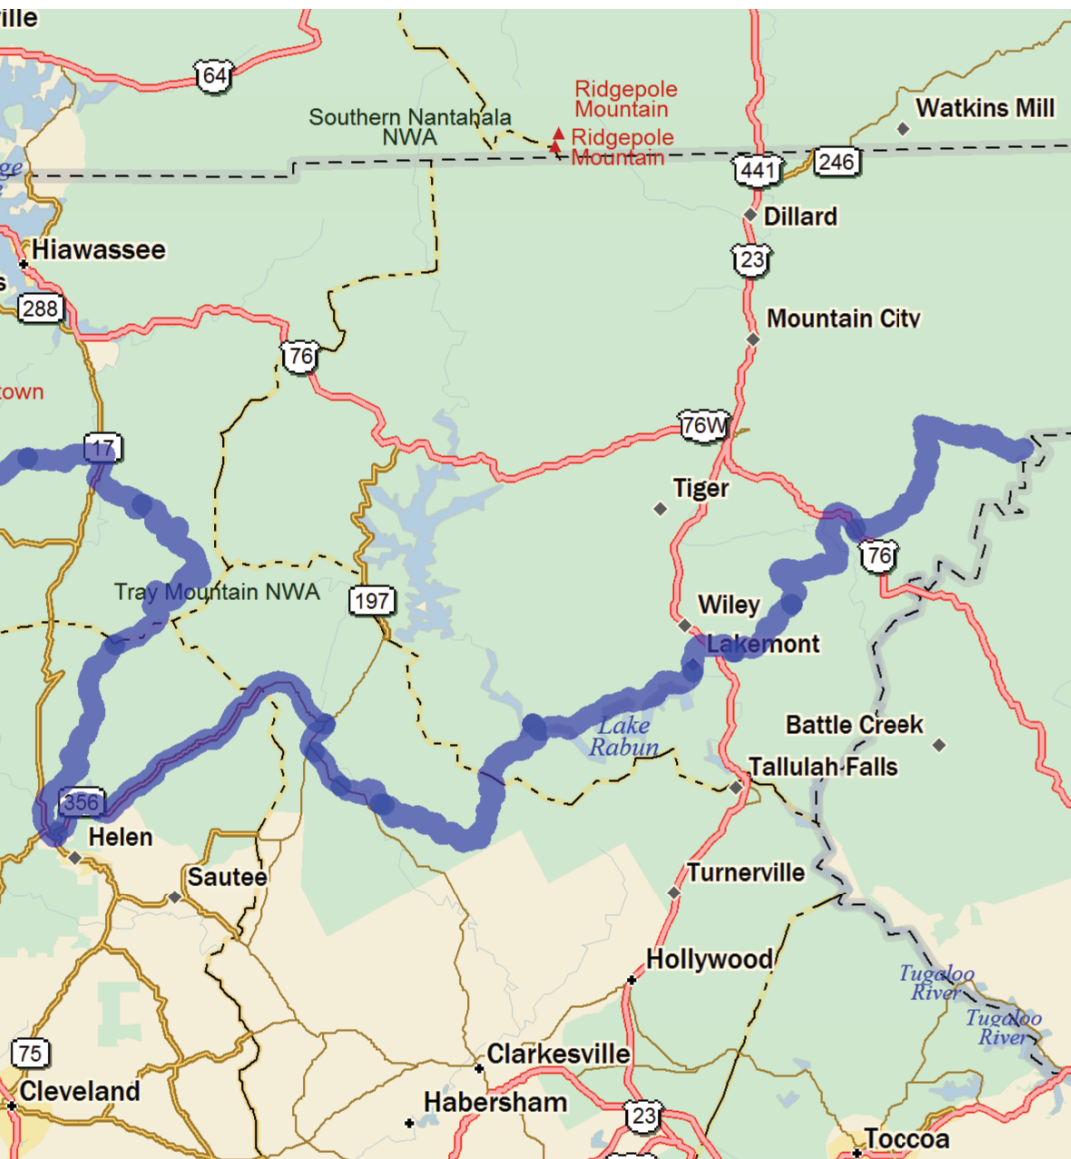 ille
64
Ridgepole
Mountain
Southern Nantahala
NWA
Ridgepole
Mountain
Watkins Mill
441
246
ge
e
Dillard
Hiawassee
23
s
288
Mountain City
76
town
76W
17
Tiger
76
Tray Mountain NWA
197
Wiley
Lakemont
Lake
Rabun
Battle Creek
Tallulah Falls
356
Helen
Sautee
Turnerville
Hollywood
Tugaloo
River
Tugaloo
River
75
Clarkesville
Cleveland
Habersham
23
Toccoa